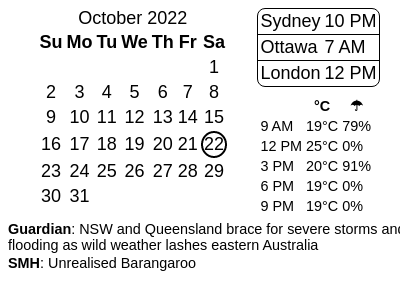 October 2022
Su Mo Tu We Th Fr Sa
1
2 3 4 5 6 7 8
9 10 11 12 13 14 15
16 17 18 19 20 21 22
23 24 25 26 27 28 29
30 31
Sydney 10 PM
Ottawa 7 AM
London 12 PM
°C ☂
9 AM 19°C 79%
12 PM 25°C 0%
3 PM 20°C 91%
6 PM 19°C 0%
9 PM 19°C 0%
Guardian: NSW and Queensland brace for severe storms and
flooding as wild weather lashes eastern Australia
SMH: Unrealised Barangaroo